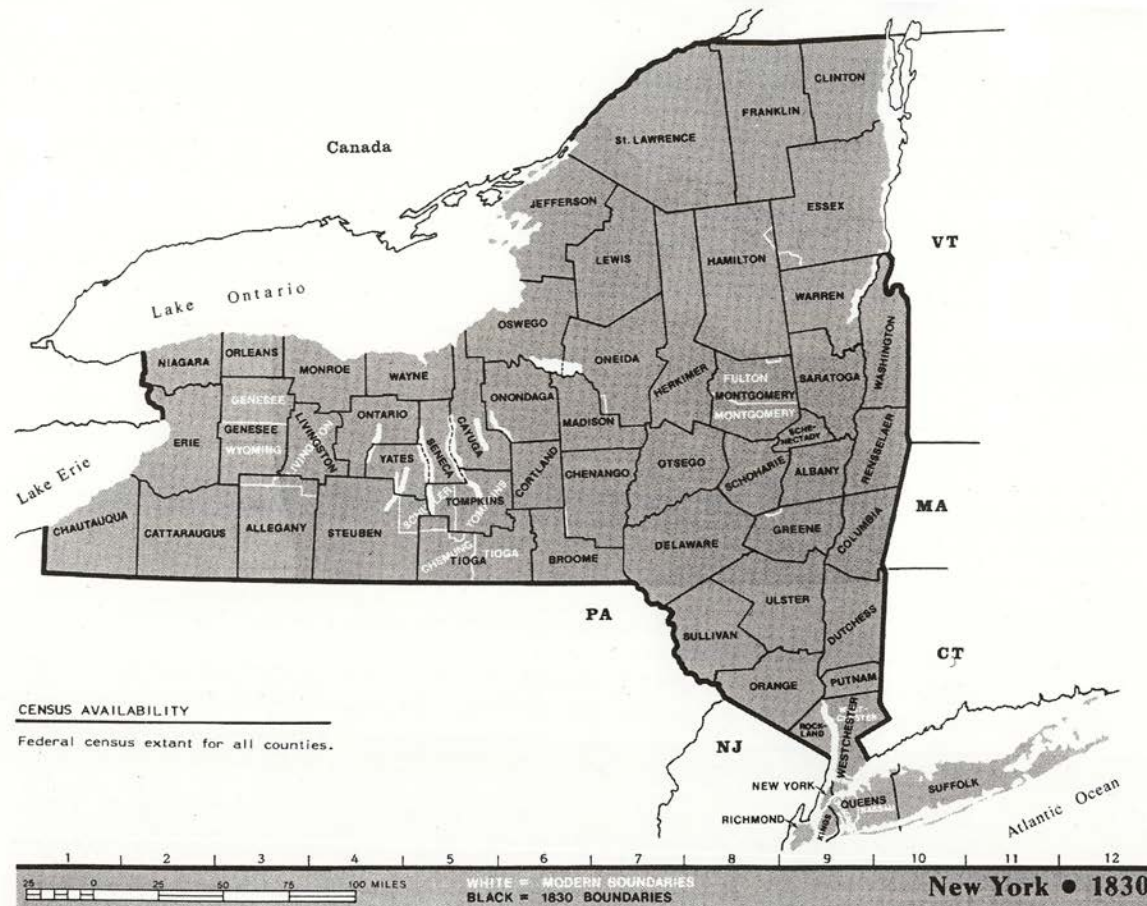 CLINTON
FRANKLIN
St. LAWRENCE
Canada
JEFFERSON
ESSEX
VT
LEWIS
HAMILTON
Lake Ontario
WARREN
OSWEGO
WASHINGTON
ONEIDA
NIAGARA
ORLEANS
MONROE
WAYNE
HERKIMER
FULTON
SARATOGA
GENESEE
MONTGOMERY
ONONDAGA
MONTGOMERY
ONTARIO
CAYUGA
MADISON
GENESEE
LIVINGSTON
LIVINGSTON
SCHE-
NECTADY
ERIE
WYOMING
YATES
SENECA
CORTLAND
OTSEGO
SCHOHARIE
ALBANY
RENSSELAER
CHENANGO
Lake Erie
TOMPKINS
SCHUYLER
TOMPKINS
MA
CHAUTAUQUA
CATTARAUGUS
ALLEGANY
STEUBEN
GREENE
COLUMBIA
DELAWARE
CHEMUNG
TIOGA
TIOGA
BROOME
ULSTER
PA
SULLIVAN
DUTCHESS
CT
PUTNAM
ORANGE
CENSUS AVAILABILITY
Federal census extant for all counties.
WEST-
CHESTER
ROCK-
LAND
WESTCHESTER
NJ
NEW YORK
SUFFOLK
QUEENS
RICHMOND
KINGS
Atlantic Ocean
1 2 3 4 5 6 7 8 9 10 11 12
25 0 25 50 75 100 MILES
WHITE = MODERN BOUNDARIES
BLACK = 1830 BOUNDARIES
New York • 1830